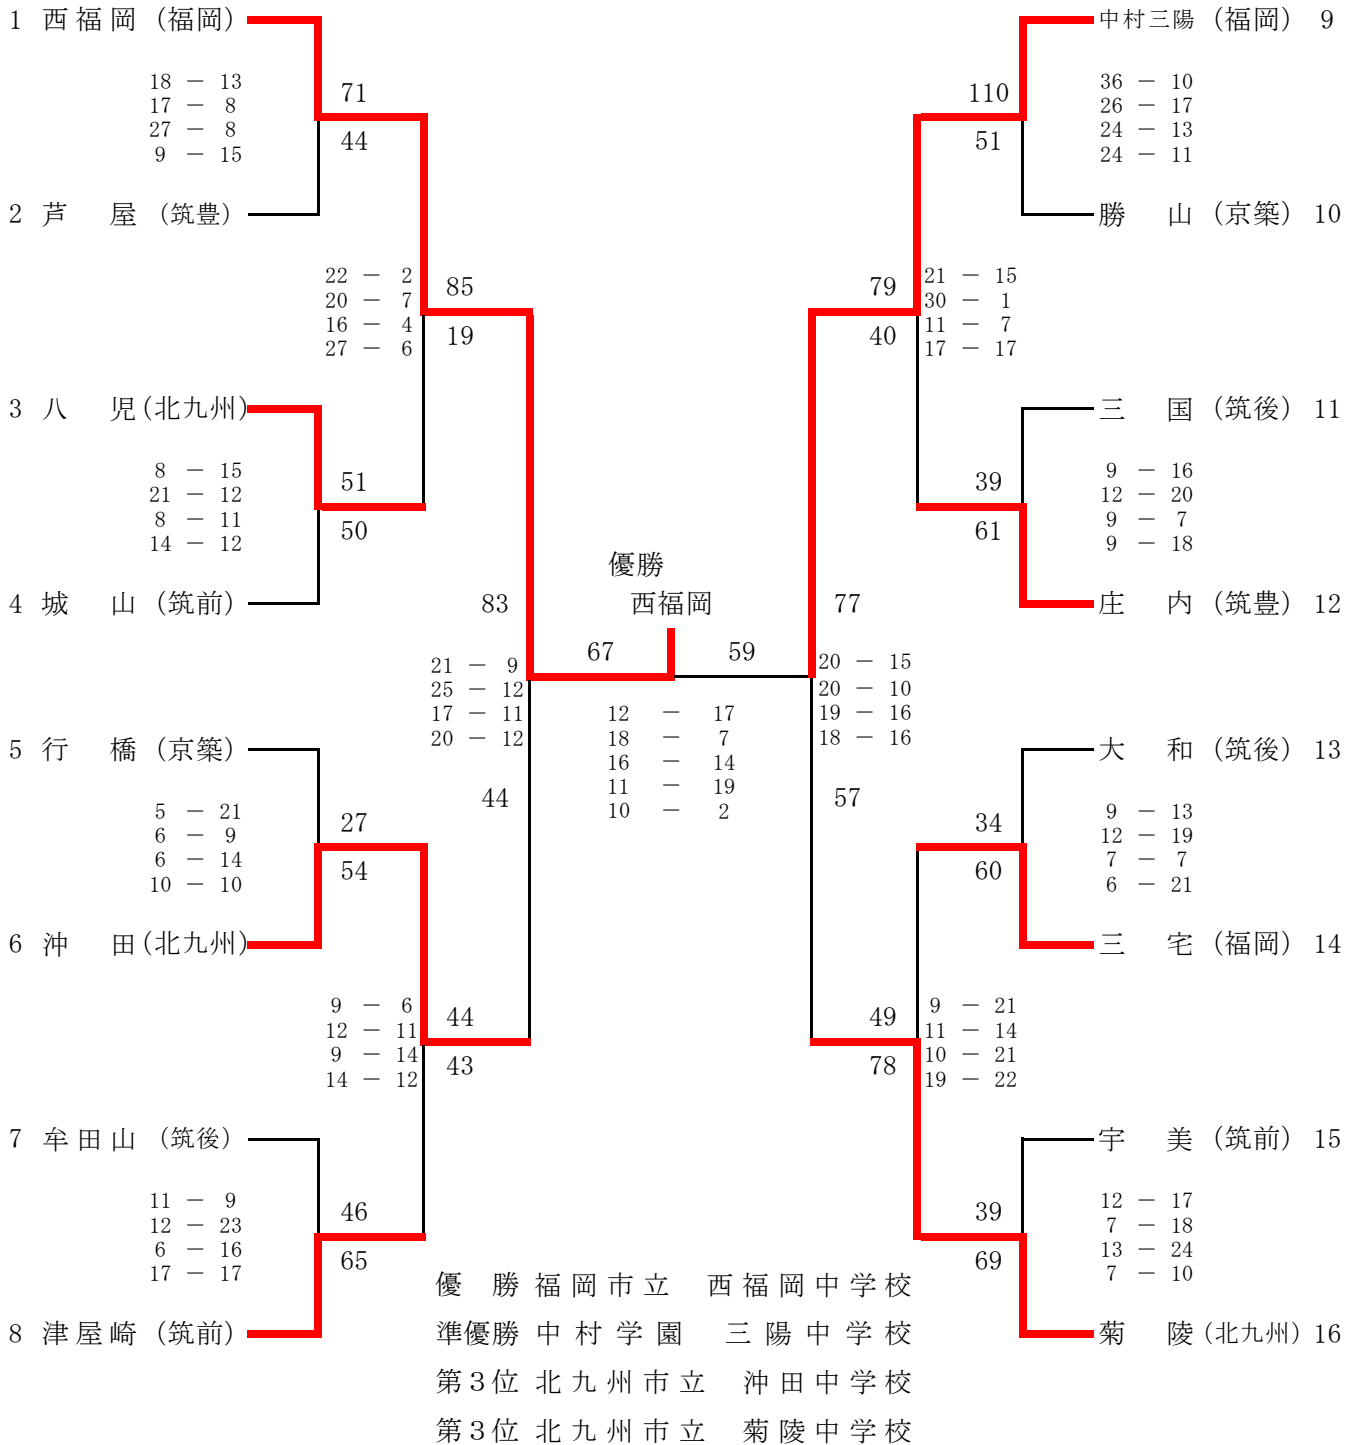 1 西福岡 (福岡)
18 － 13
17 － 8
27 － 8
9 － 15
71
44
2 芦 屋 (筑豊)
22 － 2
20 － 7
16 － 4
27 － 6
85
19
3 八 児 (北九州)
8 － 15
21 － 12
8 － 11
14 － 12
51
50
4 城 山 (筑前)
83
21 － 9
25 － 12
17 － 11
20 － 12
44
5 行 橋 (京築)
5 － 21
6 － 9
6 － 14
10 － 10
27
54
6 沖 田 (北九州)
9 － 6
12 － 11
9 － 14
14 － 12
44
43
7 牟田山 (筑後)
11 － 9
12 － 23
6 － 16
17 － 17
46
65
8 津屋崎 (筑前)
優勝
西福岡
67 59
12 － 17
18 － 7
16 － 14
11 － 19
10 － 2
中村三陽 (福岡) 9
110
51
36 － 10
26 － 17
24 － 13
24 － 11
勝 山 (京築) 10
79
40
21 － 15
30 － 1
11 － 7
17 － 17
三 国 (筑後) 11
39
61
9 － 16
12 － 20
9 － 7
9 － 18
庄 内 (筑豊) 12
77
20 － 15
20 － 10
19 － 16
18 － 16
57
大 和 (筑後) 13
34
60
9 － 13
12 － 19
7 － 7
6 － 21
三 宅 (福岡) 14
49
78
9 － 21
11 － 14
10 － 21
19 － 22
宇 美 (筑前) 15
39
69
12 － 17
7 － 18
13 － 24
7 － 10
菊 陵 (北九州) 16
優 勝 福岡市立 西福岡中学校
準優勝 中村学園 三陽中学校
第3位 北九州市立 沖田中学校
第3位 北九州市立 菊陵中学校